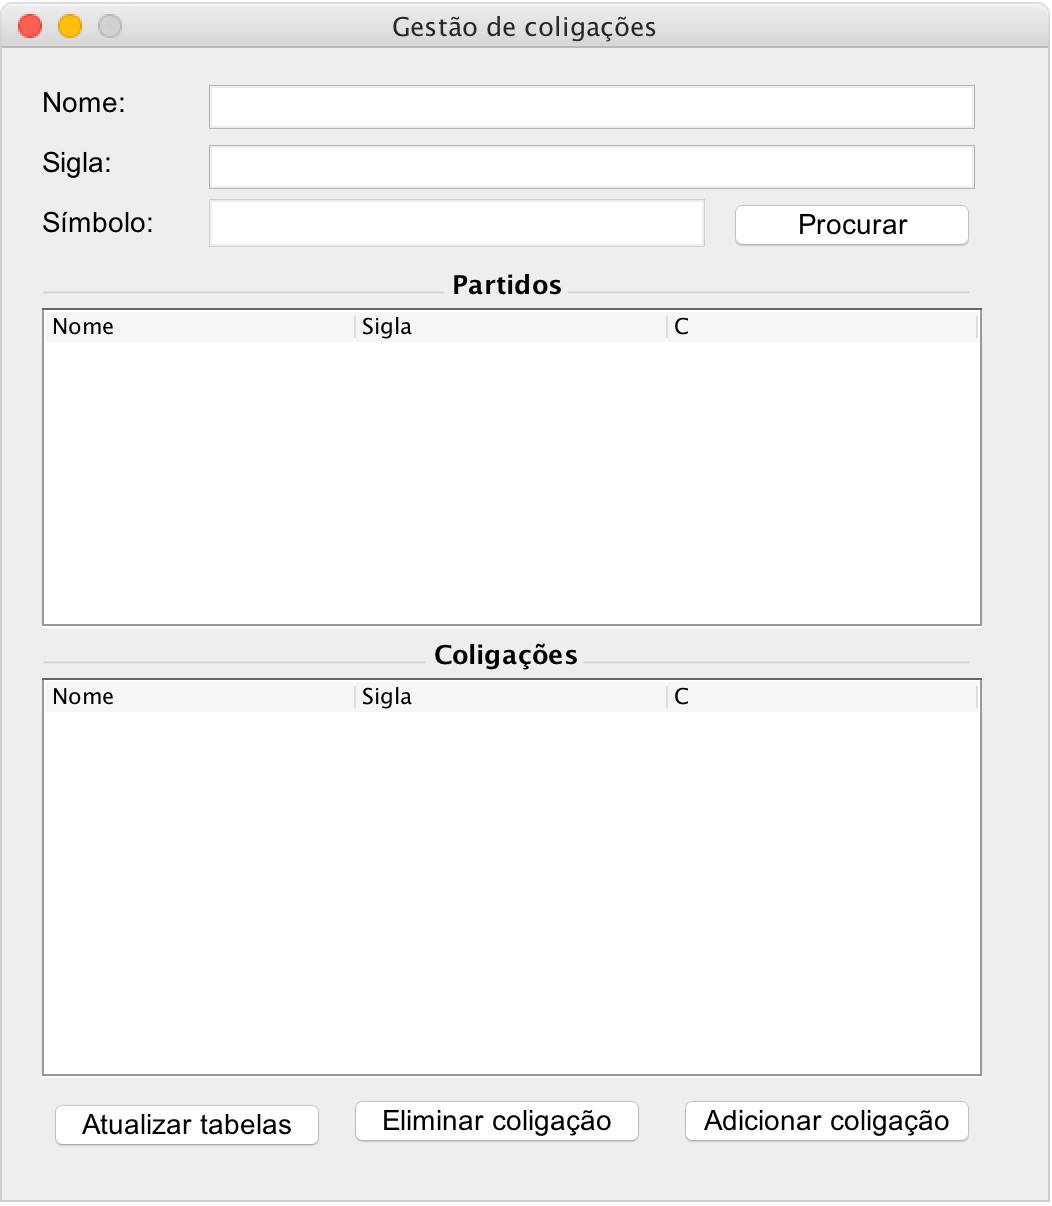 Gestão de coligações
Nome:
Sigla:
Símbolo:
Procurar
Partidos
Nome Sigla C
Coligações
Nome Sigla C
Atualizar tabelas Eliminar coligação Adicionar coligação